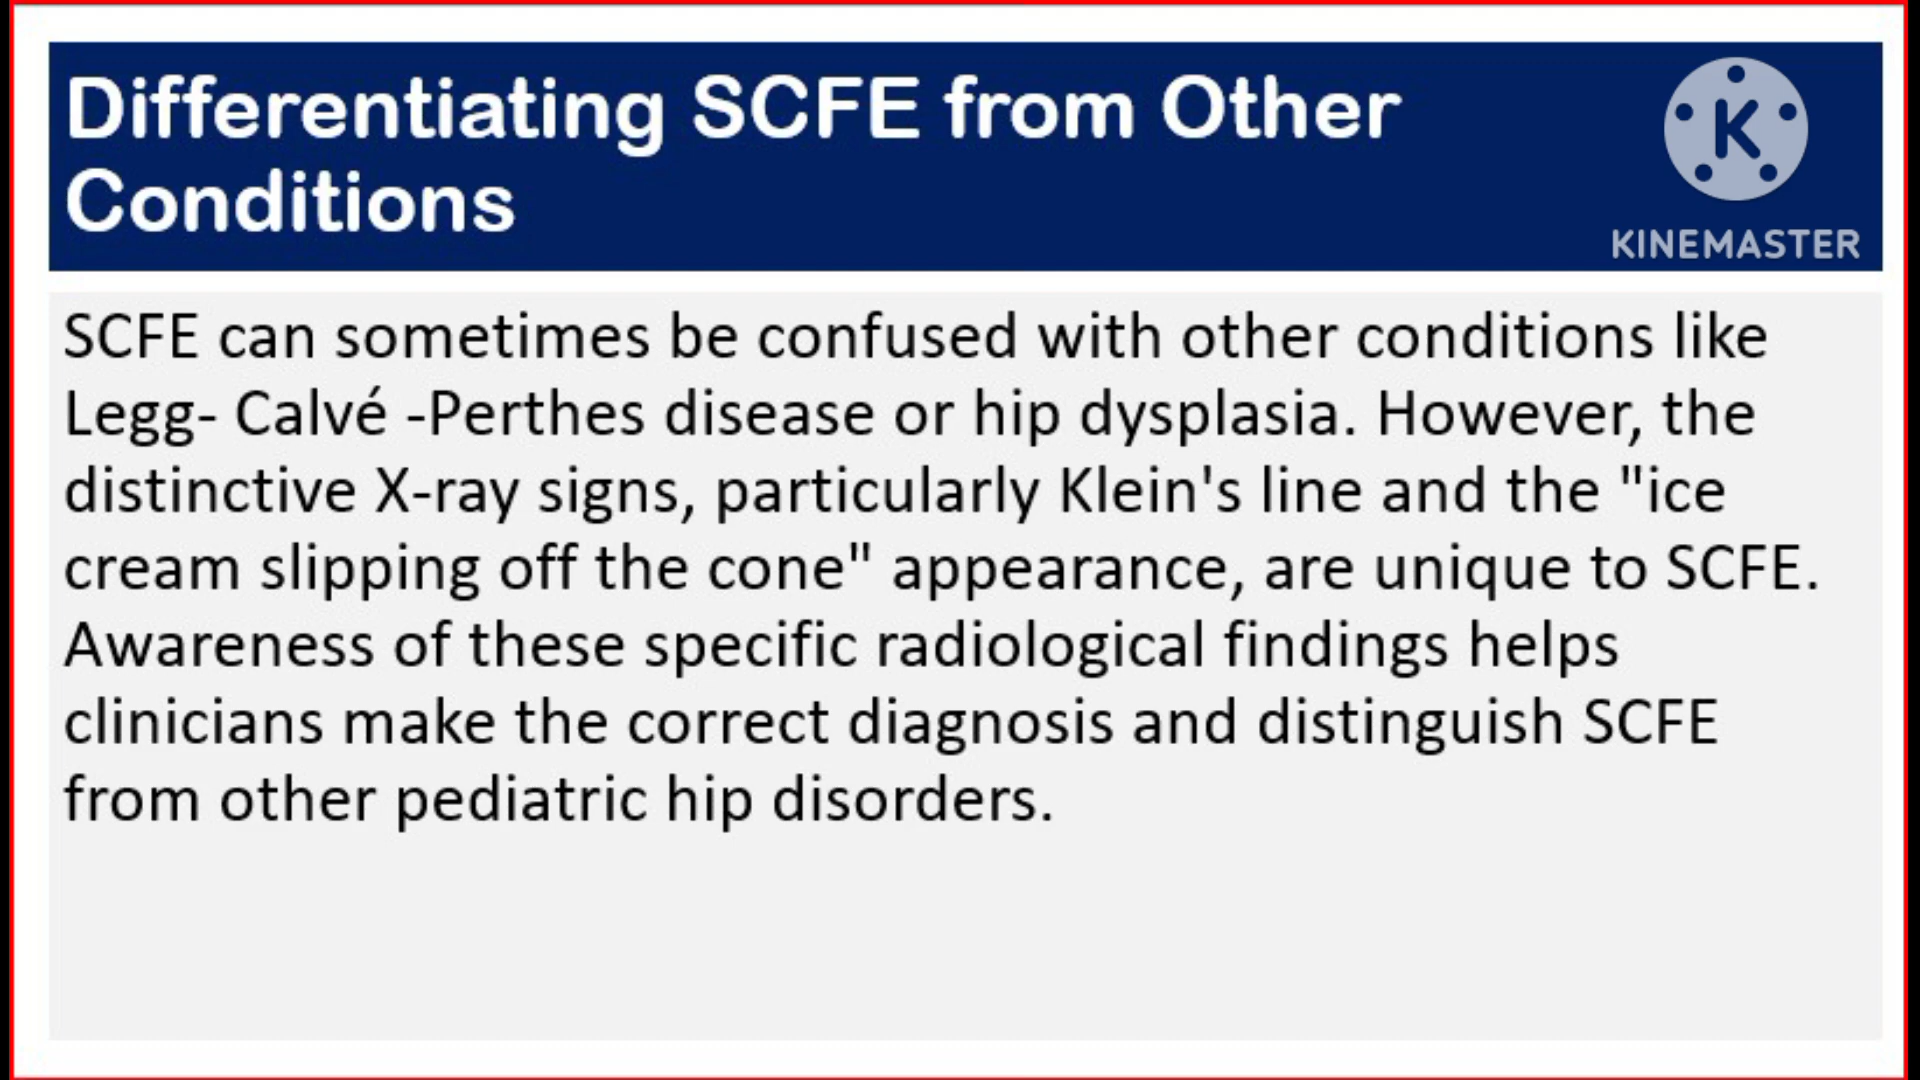 Differentiating SCFE from Other
Conditions
K
KINEMASTER
SCFE can sometimes be confused with other conditions like
Legg- Calvé -Perthes disease or hip dysplasia. However, the
distinctive X-ray signs, particularly Klein's line and the "ice
cream slipping off the cone" appearance, are unique to SCFE.
Awareness of these specific radiological findings helps
clinicians make the correct diagnosis and distinguish SCFE
from other pediatric hip disorders.